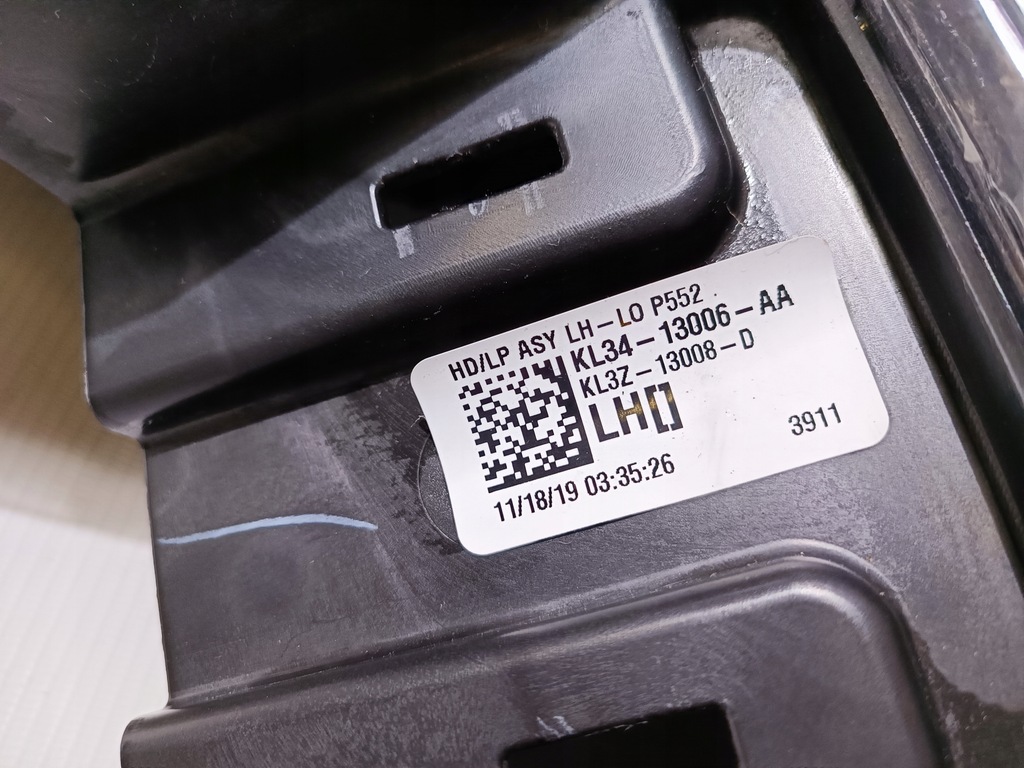 HD/LP ASY LH-LO P552
KL34-13006-AA
KL3Z-13008-D
LH[]
3911
11/18/19 03:35:26